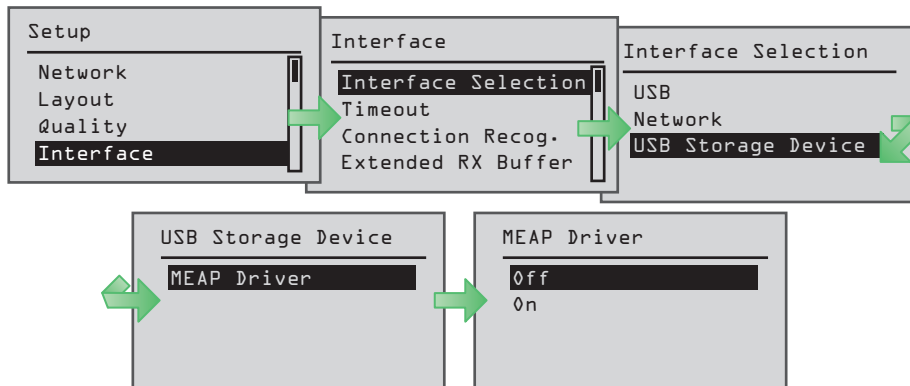 Setup
Network
Layout
Quality
Interface
Interface
Interface Selection
Timeout
Connection Recog.
Extended RX Buffer
Interface Selection
USB
Network
USB Storage Device
USB Storage Device
MEAP Driver
MEAP Driver
Off
On